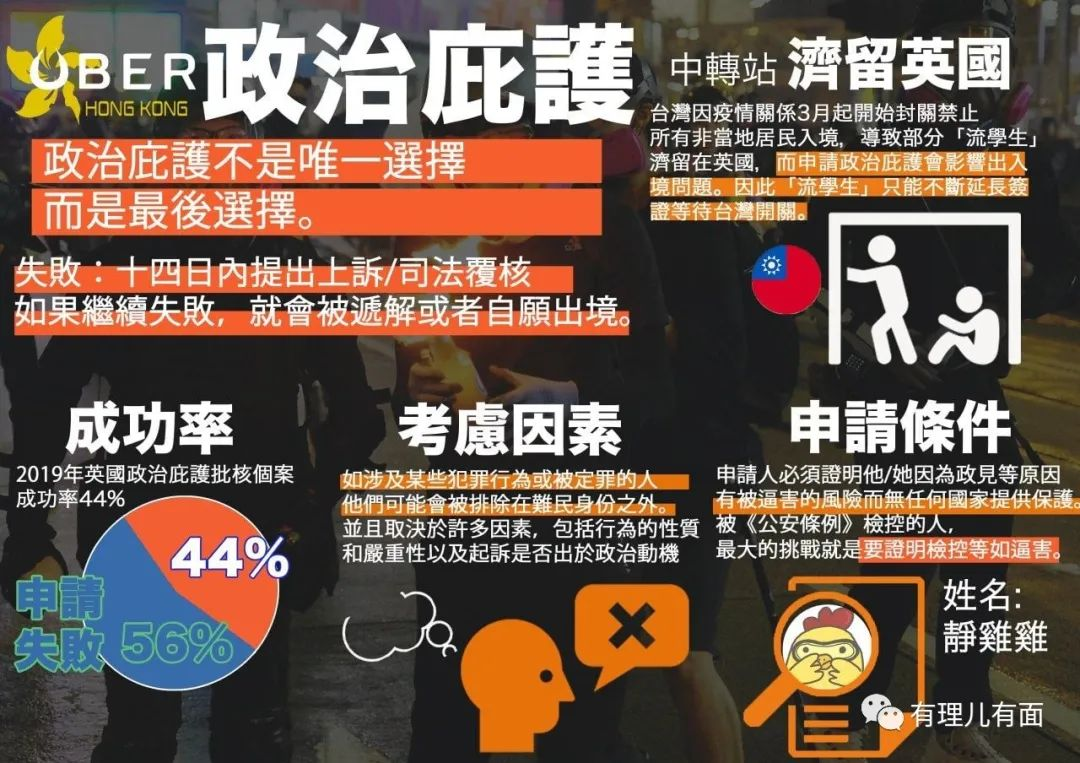 UBER
HONG KONG
政治庇護
政治庇護不是唯一選擇
而是最後選擇。
失敗：十四日內提出上訴/司法覆核
如果繼續失敗，就會被遞解或者自願出境。
中轉站 濟留英國
台灣因疫情關係3月起開始封關禁止
所有非當地居民入境，導致部分「流學生」
濟留在英國，而申請政治庇護會影響出入
境問題。因此「流學生」只能不斷延長簽
證等待台灣開關。
成功率
2019年英國政治庇護批核個案
成功率44%
44%
申請
失敗 56%
考慮因素
如涉及某些犯罪行為或被定罪的人
他們可能會被排除在難民身份之外。
並且取決於許多因素，包括行為的性質
和嚴重性以及起訴是否出於政治動機
申請條件
申請人必須證明他/她因為政見等原因
有被逼害的風險而無任何國家提供保護。
被《公安條例》檢控的人，
最大的挑戰就是要證明檢控等如逼害。
姓名:
靜雞雞
有理儿有面